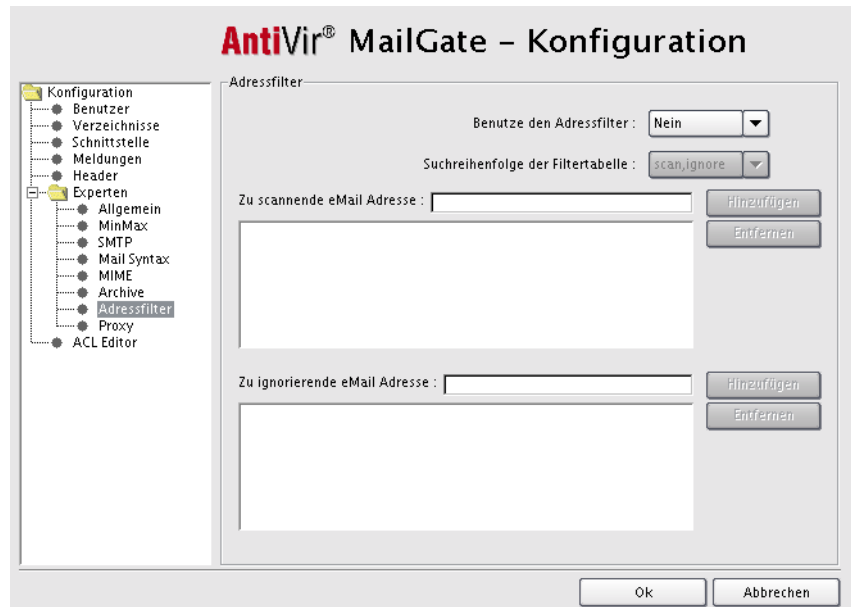 AntiVir® MailGate – Konfiguration
Konfiguration
Benutzer
Verzeichnisse
Schnittstelle
Meldungen
Header
Experten
Allgemein
MinMax
SMTP
Mail Syntax
MIME
Archive
Adressfilter
Proxy
ACL Editor
Adressfilter
Benutze den Adressfilter : Nein
Suchreihenfolge der Filtertabelle : scan,ignore
Zu scannende eMail Adresse : Hinzufügen
Entfernen
Zu ignorierende eMail Adresse : Hinzufügen
Entfernen
Ok Abbrechen